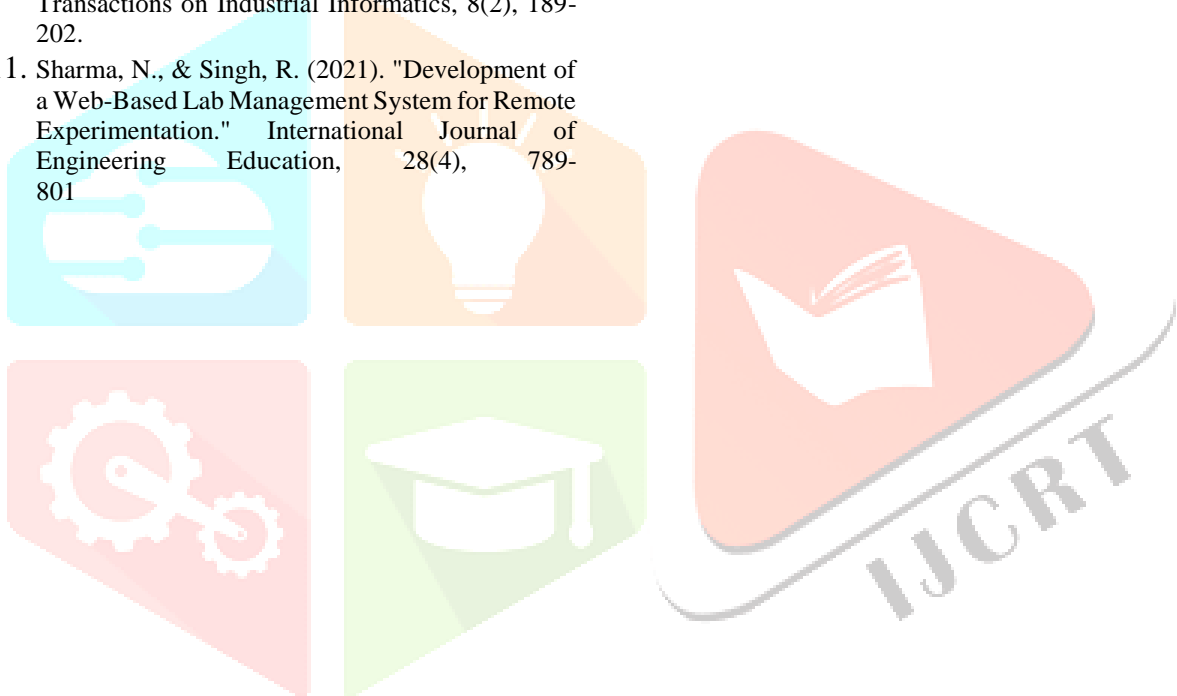 Transactions on Industrial Informatics, 8(2), 189-
202.
1. Sharma, N., & Singh, R. (2021). "Development of
a Web-Based Lab Management System for Remote
Experimentation." International Journal of
Engineering Education, 28(4), 789-
801
IJCRT